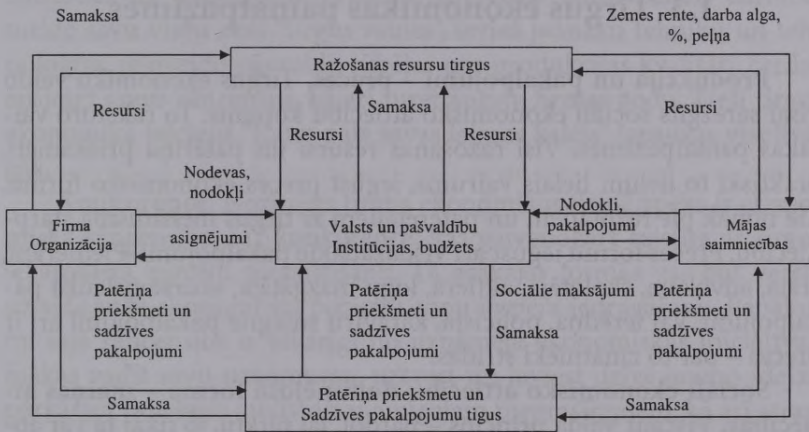 Samaksa
Zemes rente, darba alga,
%, peļņa
Ražošanas resursu tirgus
Resursi
Samaksa
Resursi
Resursi
Resursi
Nodevas,
nodokļi
Nodokļi,
pakalpojumi
Firma
Organizācija
asignējumi
Valsts un pašvaldību
Institūcijas, budžets
Mājas
saimniecības
Patēriņa
priekšmeti un
sadzīves
pakalpojumi
Patēriņa
priekšmeti un
sadzīves
pakalpojumi
Sociālie maksājumi
Samaksa
Patēriņa
priekšmeti un
sadzīves
pakalpojumi
Samaksa
Patēriņa priekšmetu un
Sadzīves pakalpojumu tigus
Samaksa